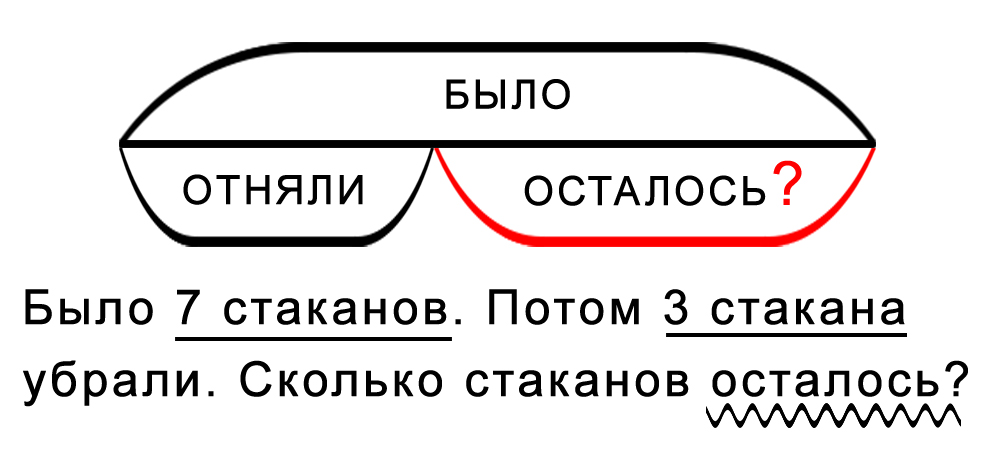 БЫЛО
ОТНЯЛИ ОСТАЛОСЬ?
Было 7 стаканов. Потом 3 стакана
убрали. Сколько стаканов осталось?